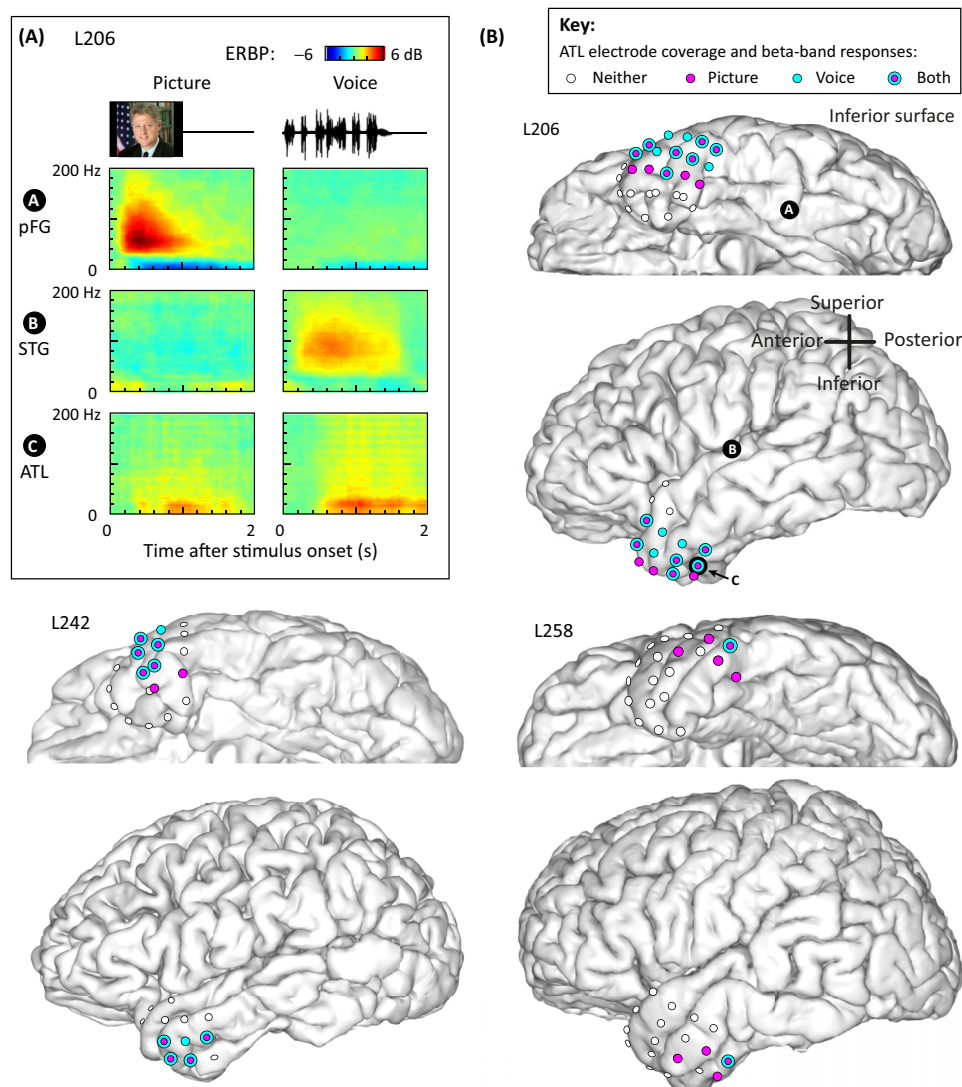 (A) L206
ERBP: −6 6 dB
Picture Voice
200 Hz
A
pFG
0
200 Hz
B
STG
0
200 Hz
C
ATL
0
0 2 0 2
Time after stimulus onset (s)
(B)
Key:
ATL electrode coverage and beta-band responses:
Neither Picture Voice Both
L206 Inferior surface
A
Superior
Anterior Posterior
Inferior
B
C
L242
L258